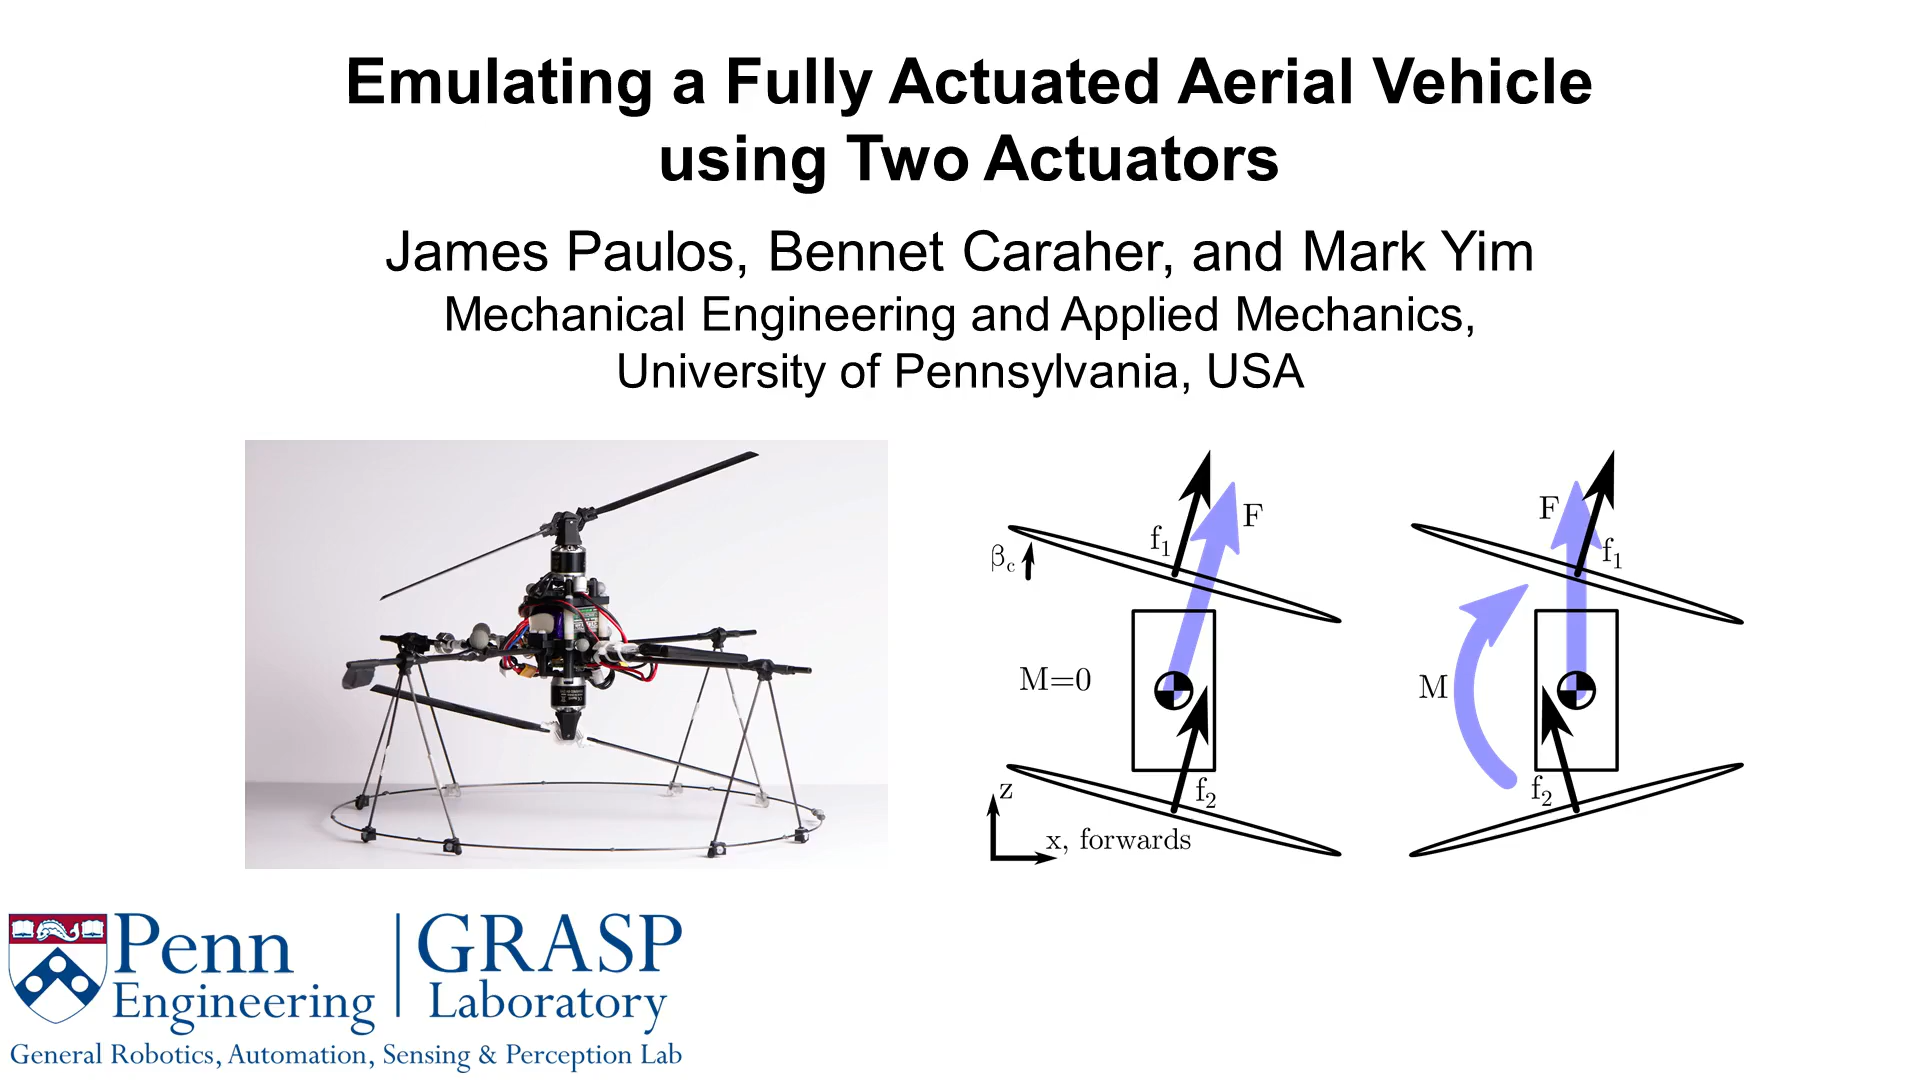 Emulating a Fully Actuated Aerial Vehicle
using Two Actuators
James Paulos, Bennet Caraher, and Mark Yim
Mechanical Engineering and Applied Mechanics,
University of Pennsylvania, USA
F
f₁
β꜀
M=0
f₂
z
x, forwards
F
f₁
M
f₂
Penn
Engineering
GRASP
Laboratory
General Robotics, Automation, Sensing & Perception Lab